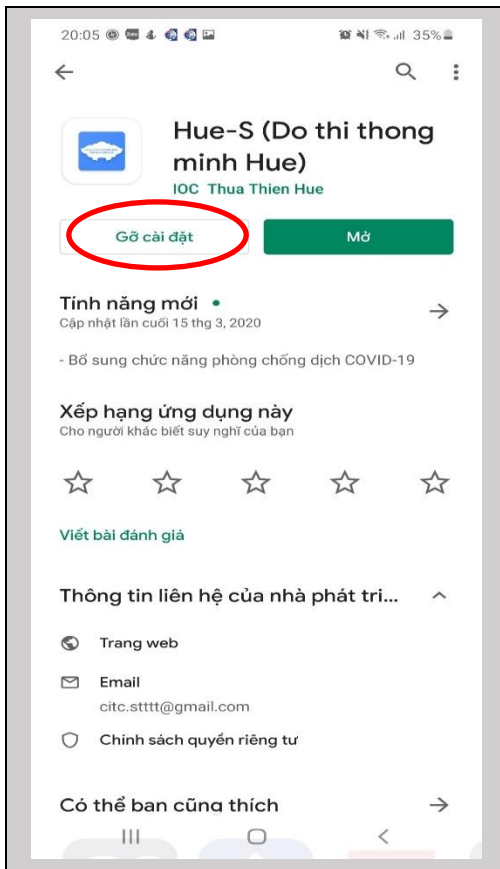 20:05
35%
Hue-S (Do thi thong
minh Hue)
IOC Thua Thien Hue
Gỡ cài đặt
Mở
Tính năng mới
Cập nhật lần cuối 15 thg 3, 2020
- Bổ sung chức năng phòng chống dịch COVID-19
Xếp hạng ứng dụng này
Cho người khác biết suy nghĩ của bạn
Viết bài đánh giá
Thông tin liên hệ của nhà phát tri...
Trang web
Email
citc.stttt@gmail.com
Chính sách quyền riêng tư
Có thể bạn cũng thích